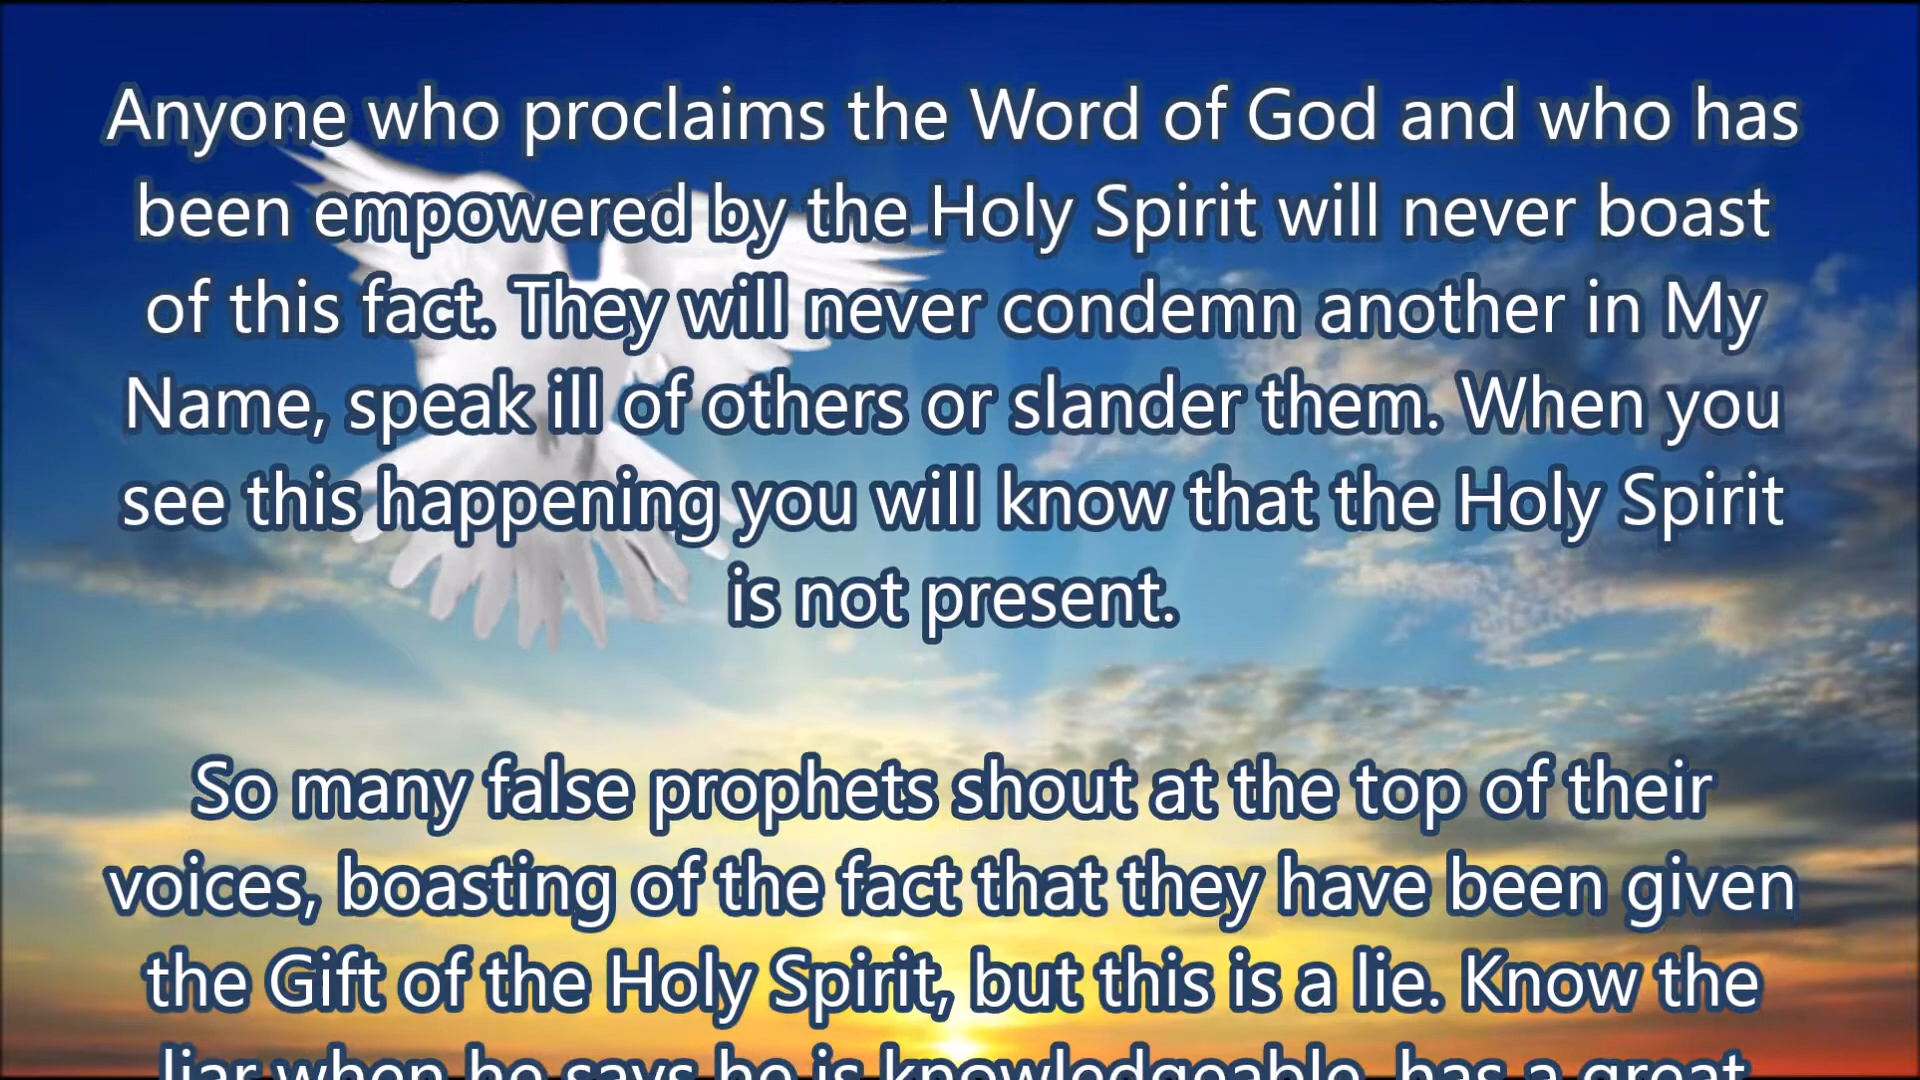 Anyone who proclaims the Word of God and who has
been empowered by the Holy Spirit will never boast
of this fact. They will never condemn another in My
Name, speak ill of others or slander them. When you
see this happening you will know that the Holy Spirit
is not present.
So many false prophets shout at the top of their
voices, boasting of the fact that they have been given
the Gift of the Holy Spirit, but this is a lie. Know the
liar when he says he is knowledgeable, has a great